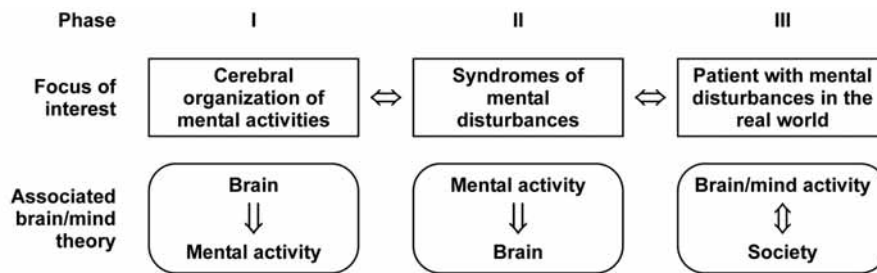 Phase I II III
Focus of interest
Cerebral organization of mental activities
Syndromes of mental disturbances
Patient with mental disturbances in the real world
Associated brain/mind theory
Brain
Mental activity
Mental activity
Brain
Brain/mind activity
Society